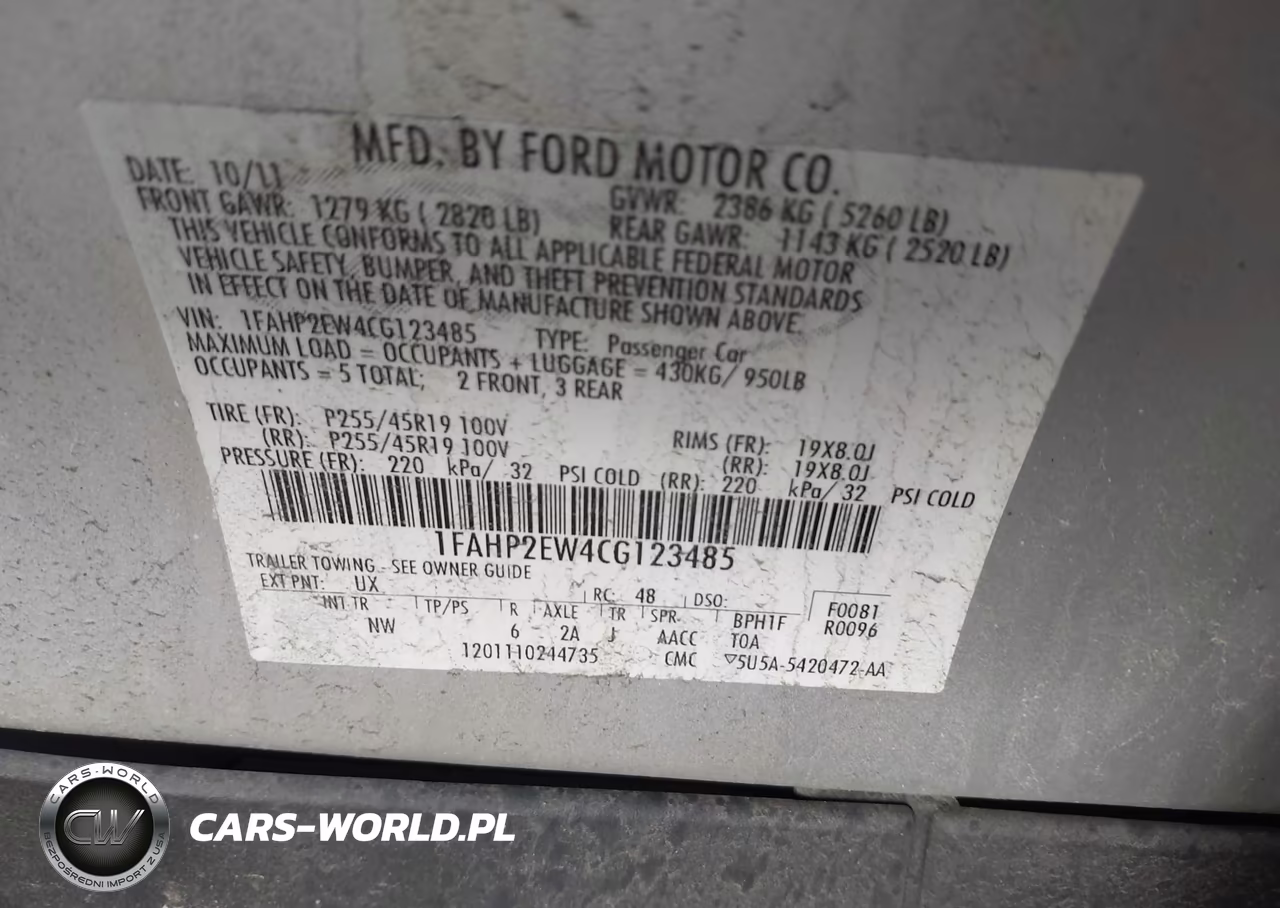 MFD. BY FORD MOTOR CO.
DATE: 10/11 GVWR: 2386 KG ( 5260 LB)
FRONT GAWR: 1279 KG ( 2820 LB) REAR GAWR: 1143 KG ( 2520 LB)
THIS VEHICLE CONFORMS TO ALL APPLICABLE FEDERAL MOTOR
VEHICLE SAFETY, BUMPER, AND THEFT PREVENTION STANDARDS
IN EFFECT ON THE DATE OF MANUFACTURE SHOWN ABOVE.
VIN: 1FAHP2EW4CG123485 TYPE: Passenger Car
MAXIMUM LOAD = OCCUPANTS + LUGGAGE = 430KG/ 950LB
OCCUPANTS = 5 TOTAL; 2 FRONT, 3 REAR
TIRE (FR): P255/45R19 100V RIMS (FR): 19X8.0J
(RR): P255/45R19 100V (RR): 19X8.0J
PRESSURE (FR): 220 kPa/ 32 PSI COLD (RR): 220 kPa/ 32 PSI COLD
1FAHP2EW4CG123485
TRAILER TOWING - SEE OWNER GUIDE
EXT PNT: UX RC: 48 DSO: F0081
INT TR TP/PS R AXLE TR SPR BPH1F R0096
NW 6 2A J AACC T0A
1201110244735 CMC ▽5U5A-5420472-AA
CARS-WORLD
CW
BEZPOŚREDNI IMPORT Z USA
CARS-WORLD.PL